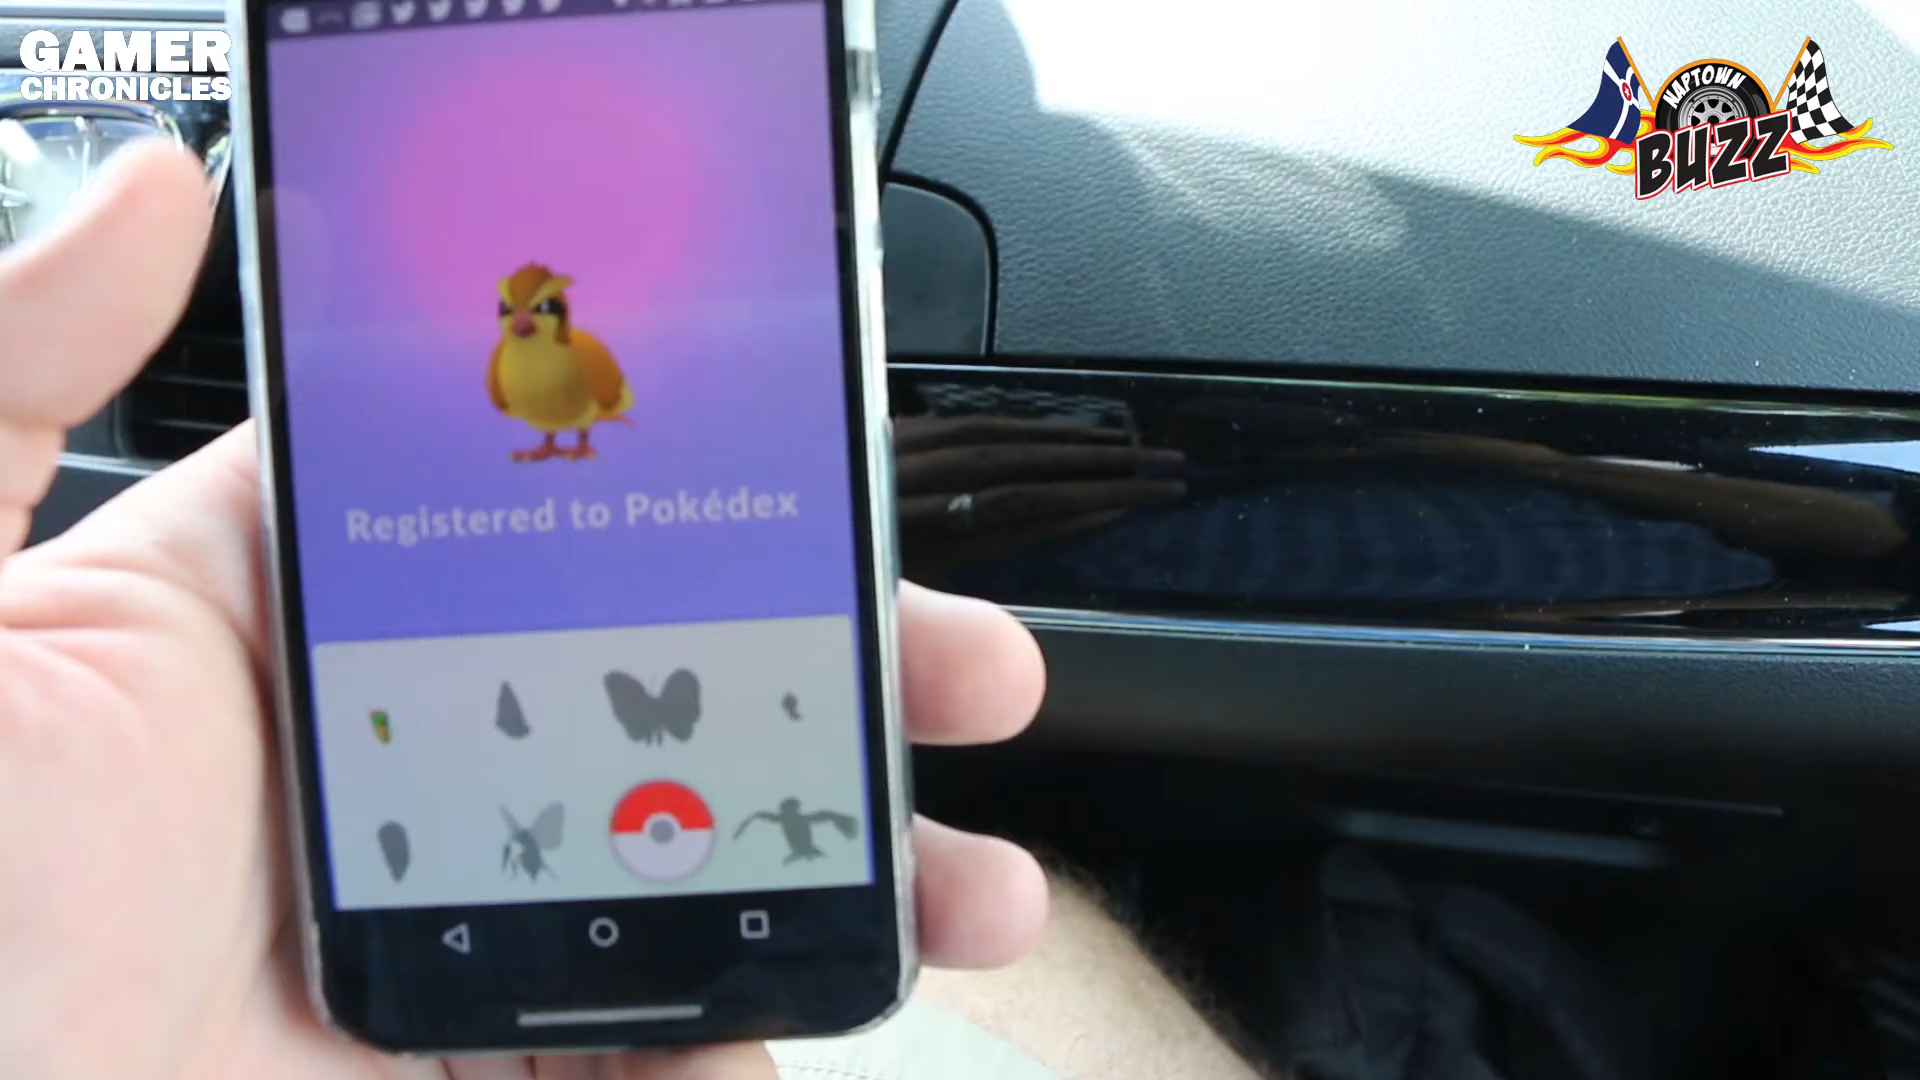 GAMER
CHRONICLES
NAPTOWN
BUZZ
Registered to Pokédex